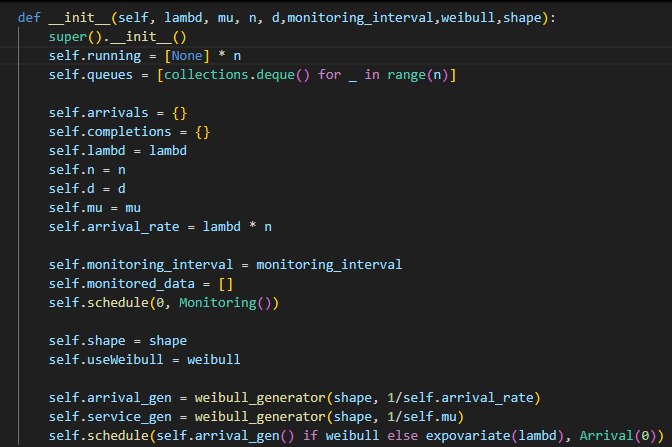 def __init__(self, lambd, mu, n, d,monitoring_interval,weibull,shape):
    super().__init__()
    self.running = [None] * n
    self.queues = [collections.deque() for _ in range(n)]
    self.arrivals = {}
    self.completions = {}
    self.lambd = lambd
    self.n = n
    self.d = d
    self.mu = mu
    self.arrival_rate = lambd * n
    self.monitoring_interval = monitoring_interval
    self.monitored_data = []
    self.schedule(0, Monitoring())
    self.shape = shape
    self.useWeibull = weibull
    self.arrival_gen = weibull_generator(shape, 1/self.arrival_rate)
    self.service_gen = weibull_generator(shape, 1/self.mu)
    self.schedule(self.arrival_gen() if weibull else expovariate(lambd), Arrival(0))